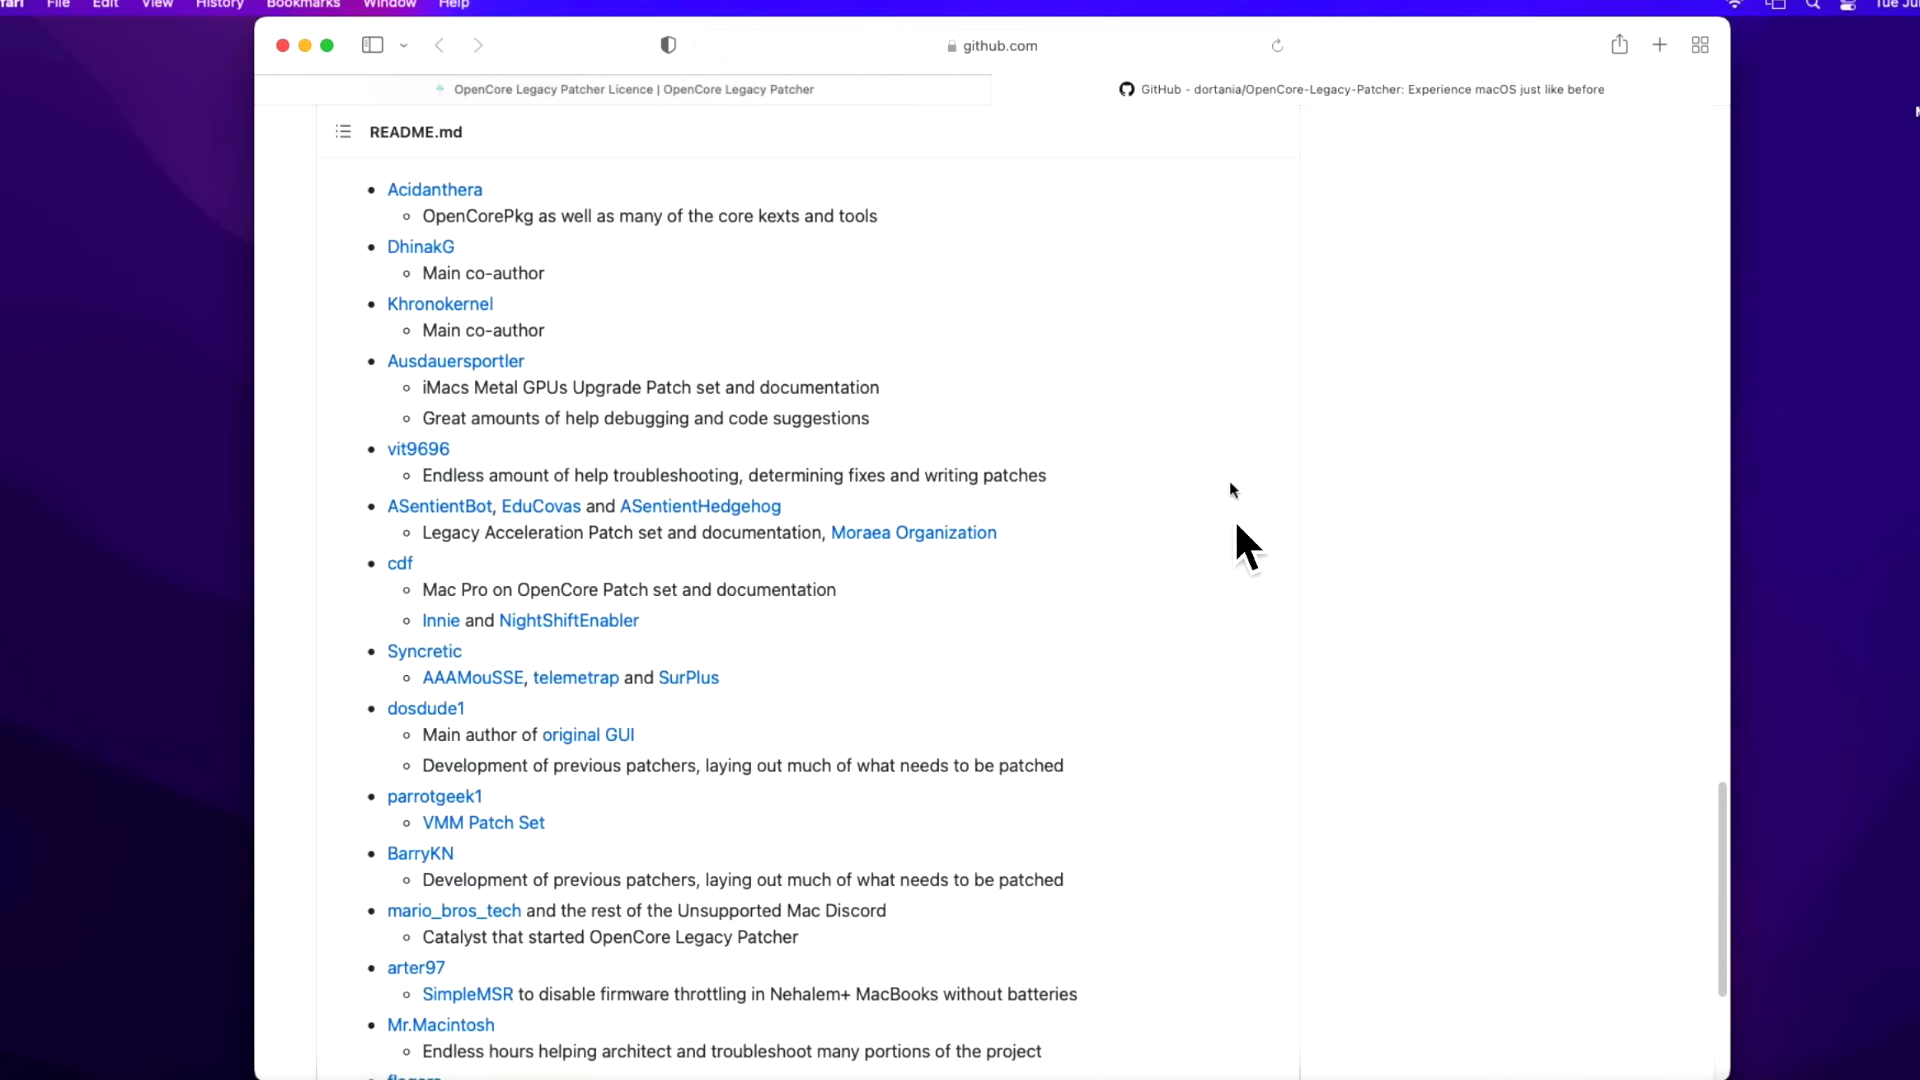 File Edit View History Bookmarks Window Help
github.com
OpenCore Legacy Patcher Licence | OpenCore Legacy Patcher
GitHub - dortania/OpenCore-Legacy-Patcher: Experience macOS just like before
README.md
Acidanthera
OpenCorePkg as well as many of the core kexts and tools
DhinakG
Main co-author
Khronokernel
Main co-author
Ausdauersportler
iMacs Metal GPUs Upgrade Patch set and documentation
Great amounts of help debugging and code suggestions
vit9696
Endless amount of help troubleshooting, determining fixes and writing patches
ASentientBot, EduCovas and ASentientHedgehog
Legacy Acceleration Patch set and documentation, Moraea Organization
cdf
Mac Pro on OpenCore Patch set and documentation
Innie and NightShiftEnabler
Syncretic
AAAMouSSE, telemetrap and SurPlus
dosdude1
Main author of original GUI
Development of previous patchers, laying out much of what needs to be patched
parrotgeek1
VMM Patch Set
BarryKN
Development of previous patchers, laying out much of what needs to be patched
mario_bros_tech and the rest of the Unsupported Mac Discord
Catalyst that started OpenCore Legacy Patcher
arter97
SimpleMSR to disable firmware throttling in Nehalem+ MacBooks without batteries
Mr.Macintosh
Endless hours helping architect and troubleshoot many portions of the project